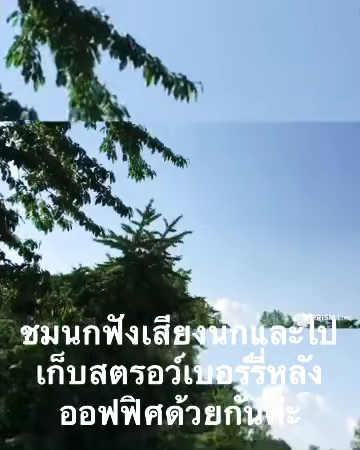 ชมนกฟังเสียงนกและไป
เก็บสตรอว์เบอร์รี่หลัง
ออฟฟิศด้วยกันค่ะ